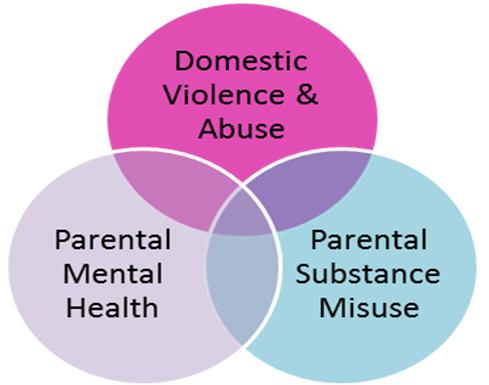 Domestic
Violence &
Abuse
Parental
Mental
Health
Parental
Substance
Misuse